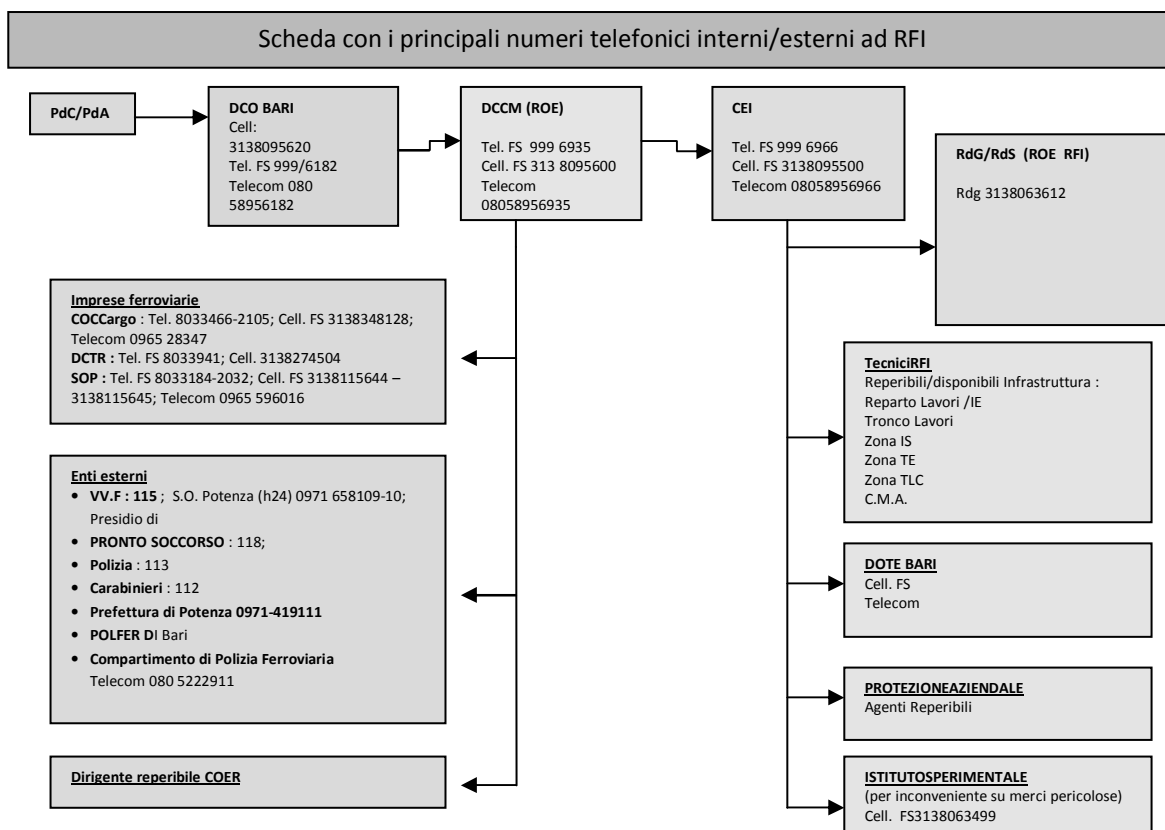 Scheda con i principali numeri telefonici interni/esterni ad RFI
PdC/PdA
DCO BARI
Cell:
3138095620
Tel. FS 999/6182
Telecom 080
58956182
DCCM (ROE)
Tel. FS  999 6935
Cell. FS 313 8095600
Telecom
08058956935
CEI
Tel. FS 999 6966
Cell. FS 3138095500
Telecom 08058956966
RdG/RdS  (ROE  RFI)
Rdg 3138063612
Imprese ferroviarie
COCCargo : Tel. 8033466-2105; Cell. FS 3138348128;
Telecom 0965 28347
DCTR : Tel. FS 8033941; Cell. 3138274504
SOP : Tel. FS 8033184-2032; Cell. FS 3138115644 –
3138115645; Telecom 0965 596016
Enti esterni
• VV.F : 115 ;  S.O. Potenza (h24) 0971 658109-10;
Presidio di
• PRONTO SOCCORSO : 118;
• Polizia : 113
• Carabinieri : 112
• Prefettura di Potenza 0971-419111
• POLFER DI Bari
• Compartimento di Polizia Ferroviaria
Telecom 080 5222911
Dirigente reperibile COER
TecniciRFI
Reperibili/disponibili Infrastruttura :
Reparto Lavori /IE
Tronco Lavori
Zona IS
Zona TE
Zona TLC
C.M.A.
DOTE BARI
Cell. FS
Telecom
PROTEZIONEAZIENDALE
Agenti Reperibili
ISTITUTOSPERIMENTALE
(per inconveniente su merci pericolose)
Cell.  FS3138063499